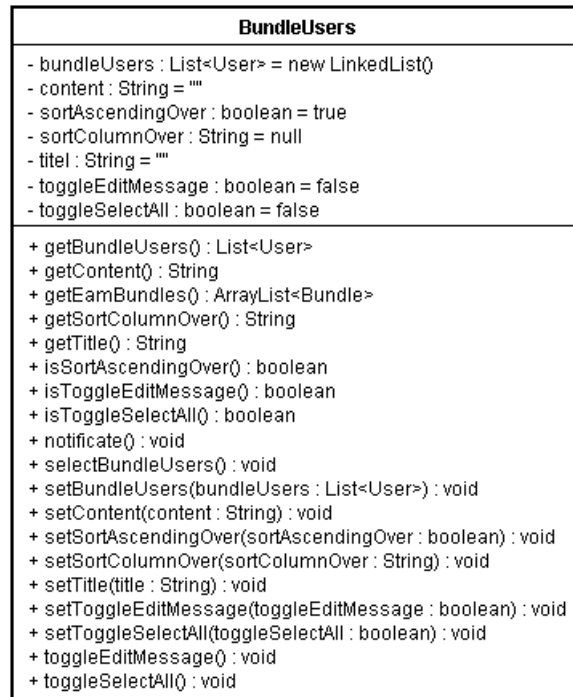 BundleUsers
- bundleUsers : List<User> = new LinkedList()
- content : String = ""
- sortAscendingOver : boolean = true
- sortColumnOver : String = null
- titel : String = ""
- toggleEditMessage : boolean = false
- toggleSelectAll : boolean = false
+ getBundleUsers() : List<User>
+ getContent() : String
+ getEamBundles() : ArrayList<Bundle>
+ getSortColumnOver() : String
+ getTitle() : String
+ isSortAscendingOver() : boolean
+ isToggleEditMessage() : boolean
+ isToggleSelectAll() : boolean
+ notificate() : void
+ selectBundleUsers() : void
+ setBundleUsers(bundleUsers : List<User>) : void
+ setContent(content : String) : void
+ setSortAscendingOver(sortAscendingOver : boolean) : void
+ setSortColumnOver(sortColumnOver : String) : void
+ setTitle(title : String) : void
+ setToggleEditMessage(toggleEditMessage : boolean) : void
+ setToggleSelectAll(toggleSelectAll : boolean) : void
+ toggleEditMessage() : void
+ toggleSelectAll() : void